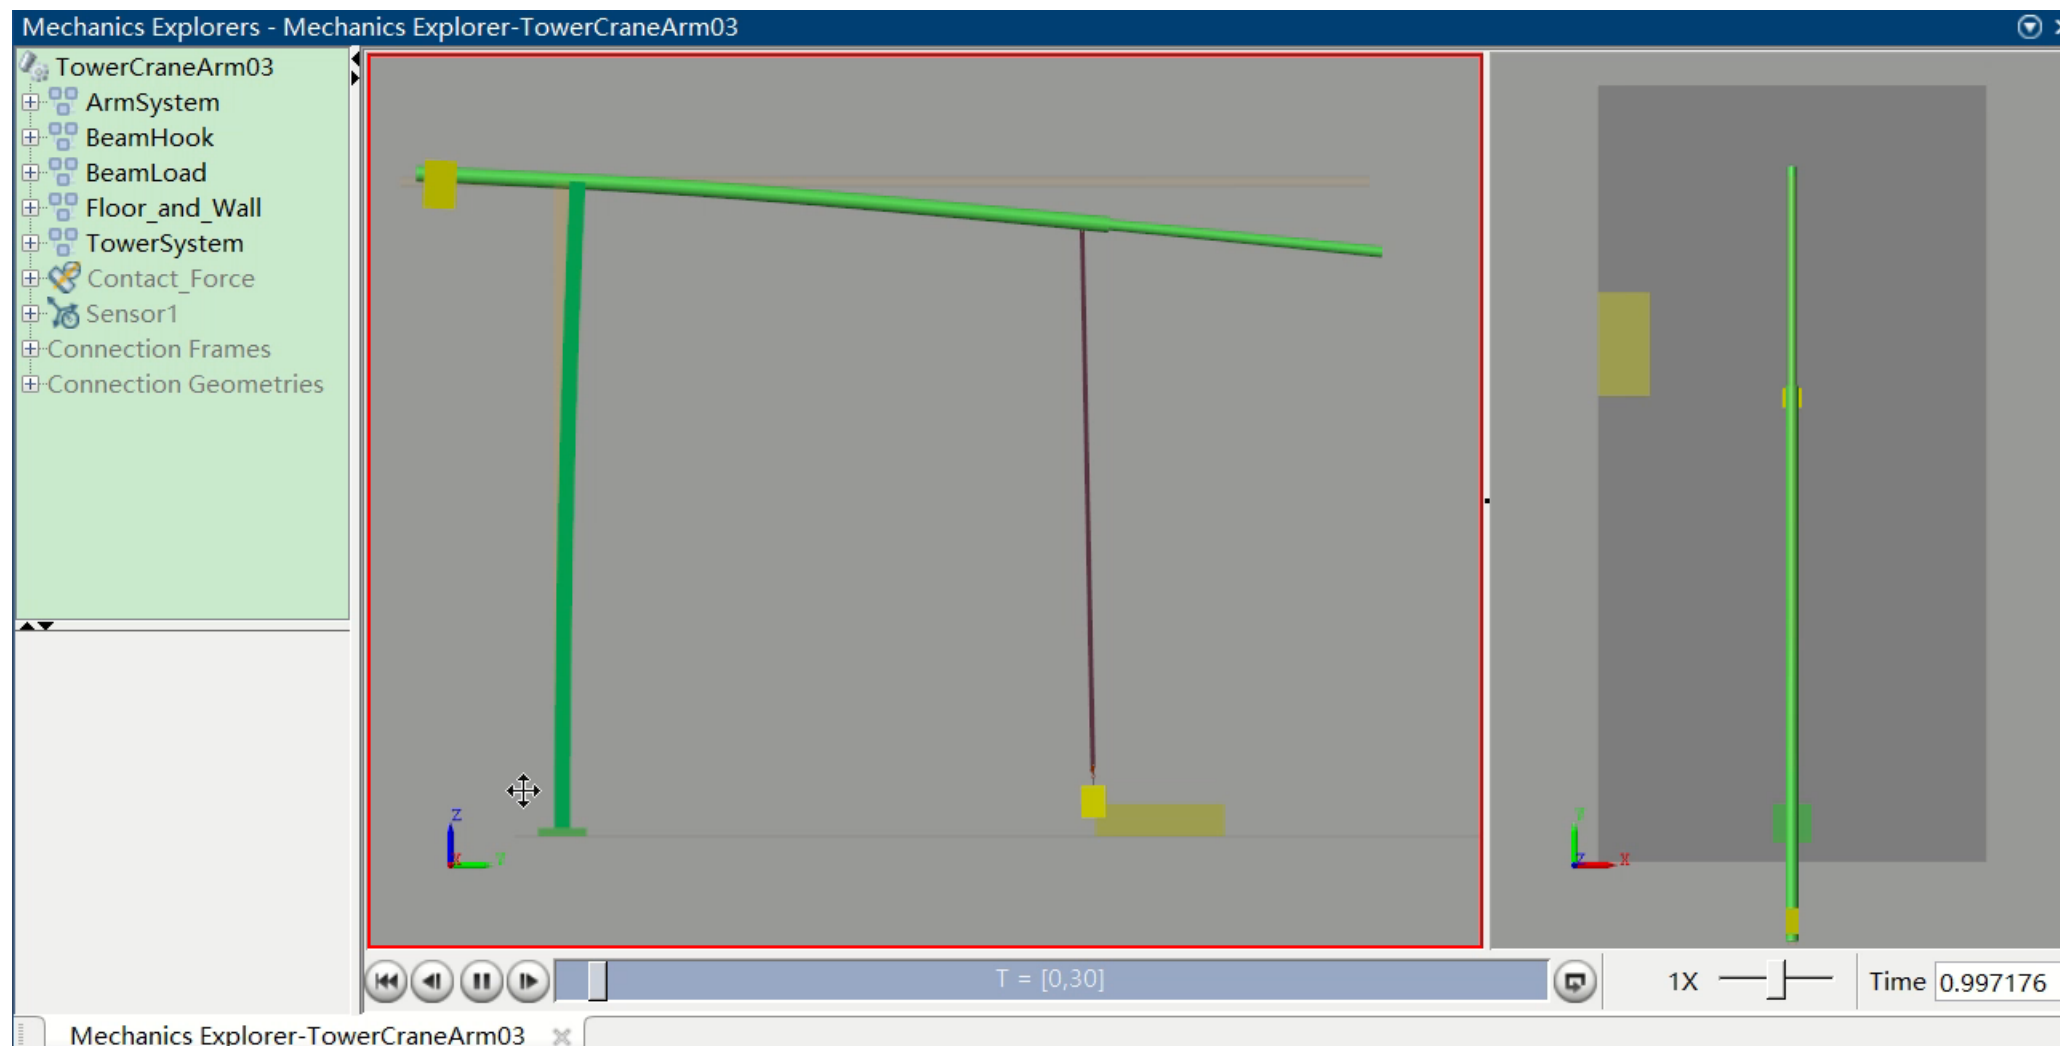 Mechanics Explorers - Mechanics Explorer-TowerCraneArm03
TowerCraneArm03
ArmSystem
BeamHook
BeamLoad
Floor_and_Wall
TowerSystem
Contact_Force
Sensor1
Connection Frames
Connection Geometries
Z
X
Y
Y
Z
X
T = [0,30]
1X
Time 0.997176
Mechanics Explorer-TowerCraneArm03